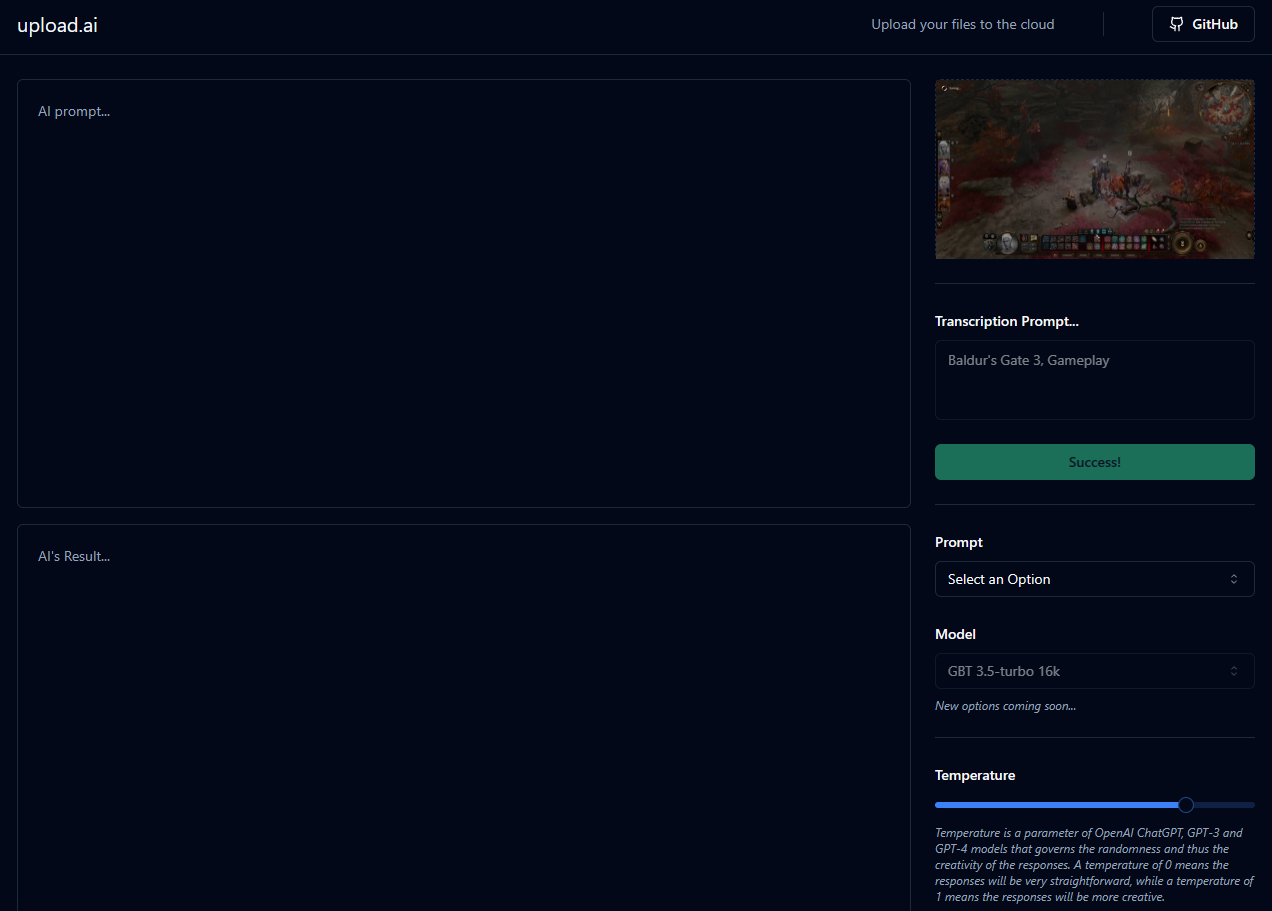 upload.ai
Upload your files to the cloud
GitHub
AI prompt...
AI's Result...
Transcription Prompt...
Baldur's Gate 3, Gameplay
Success!
Prompt
Select an Option
Model
GBT 3.5-turbo 16k
New options coming soon...
Temperature
Temperature is a parameter of OpenAI ChatGPT, GPT-3 and
GPT-4 models that governs the randomness and thus the
creativity of the responses. A temperature of 0 means the
responses will be very straightforward, while a temperature of
1 means the responses will be more creative.